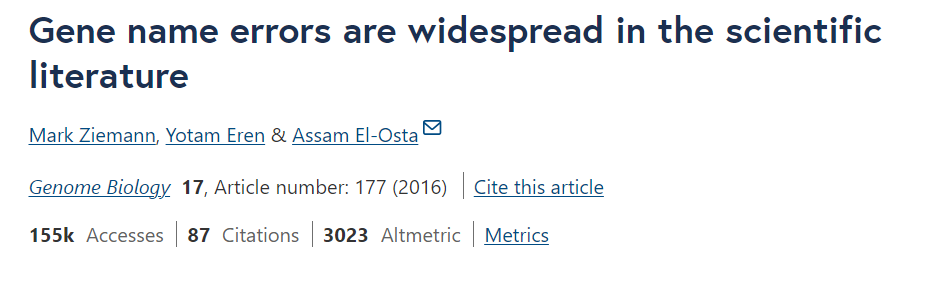 Gene name errors are widespread in the scientific
literature
Mark Ziemann, Yotam Eren & Assam El-Osta
Genome Biology 17, Article number: 177 (2016) Cite this article
155k Accesses 87 Citations 3023 Altmetric Metrics